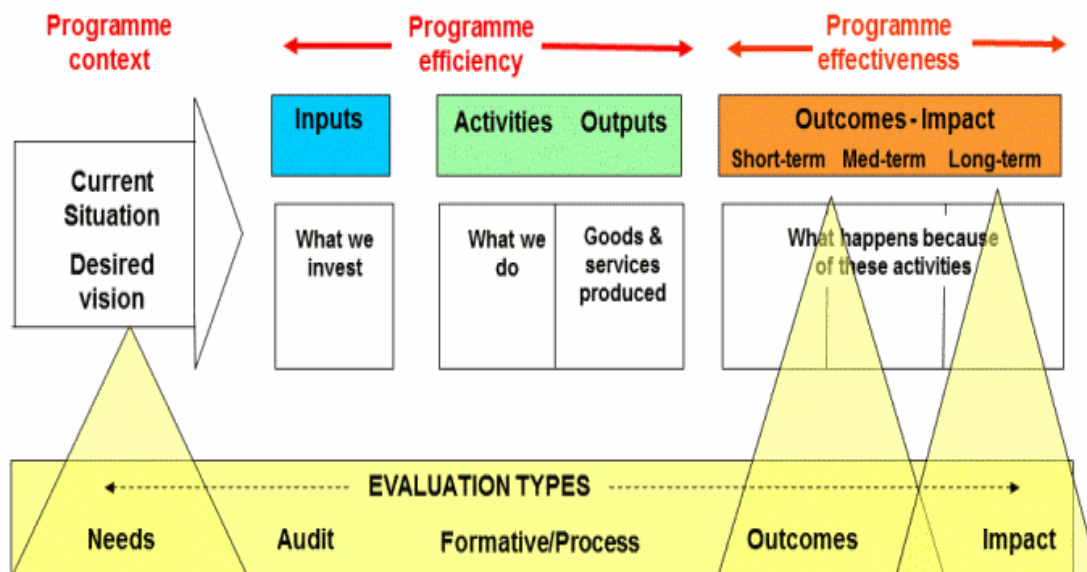 Programme
context
Programme
efficiency
Programme
effectiveness
Inputs
Activities Outputs
Outcomes - Impact
Short-term Med-term Long-term
Current
Situation
Desired
vision
What we
invest
What we
do
Goods &
services
produced
What happens because
of these activities
EVALUATION TYPES
Needs Audit Formative/Process Outcomes Impact